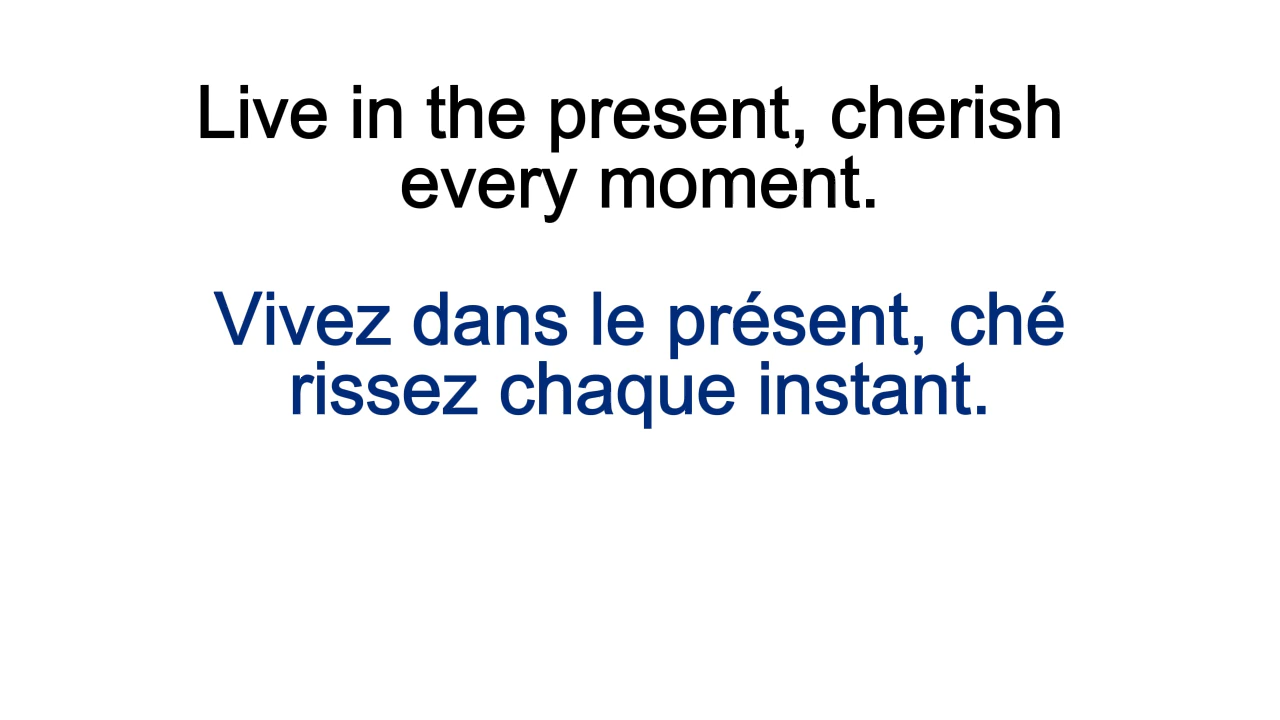 Live in the present, cherish
every moment.
Vivez dans le présent, ché
rissez chaque instant.